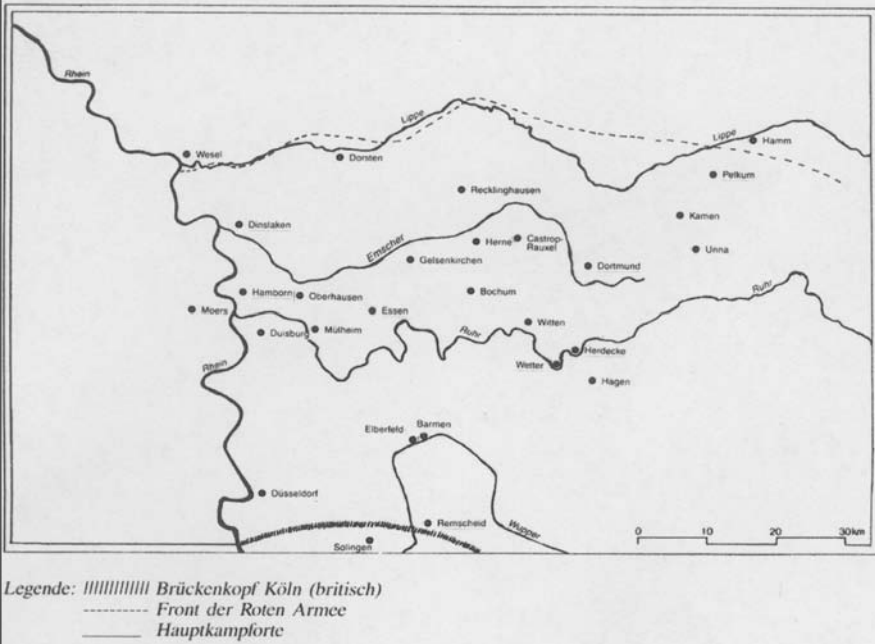 Rhein
Lippe
Lippe
Hamm
Wesel
Dorsten
Pelkum
Recklinghausen
Kamen
Dinslaken
Emscher
Herne
Castrop-
Rauxel
Unna
Gelsenkirchen
Dortmund
Hamborn
Oberhausen
Bochum
Ruhr
Moers
Essen
Duisburg
Mülheim
Ruhr
Witten
Herdecke
Rhein
Wetter
Hagen
Elberfeld
Barmen
Düsseldorf
Remscheid
Wupper
Solingen
0 10 20 30 km
Legende: Brückenkopf Köln (britisch)
Front der Roten Armee
Hauptkampforte